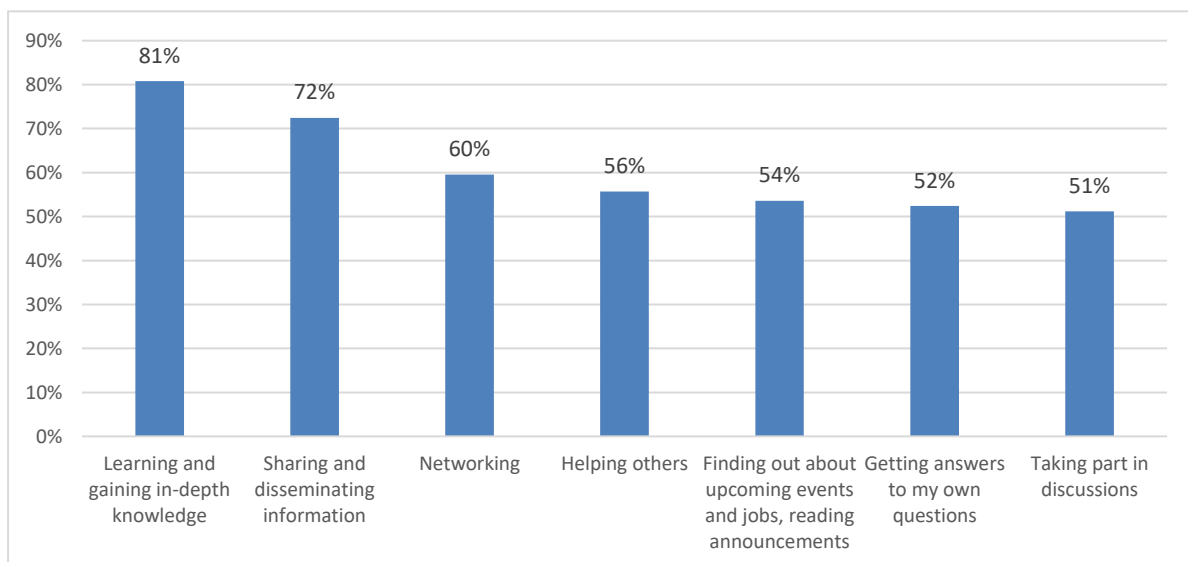 90%
80%
70%
60%
50%
40%
30%
20%
10%
0%
81%
72%
60%
56%
54%
52%
51%
Learning and
gaining in-depth
knowledge
Sharing and
disseminating
information
Networking
Helping others
Finding out about
upcoming events
and jobs, reading
announcements
Getting answers
to my own
questions
Taking part in
discussions